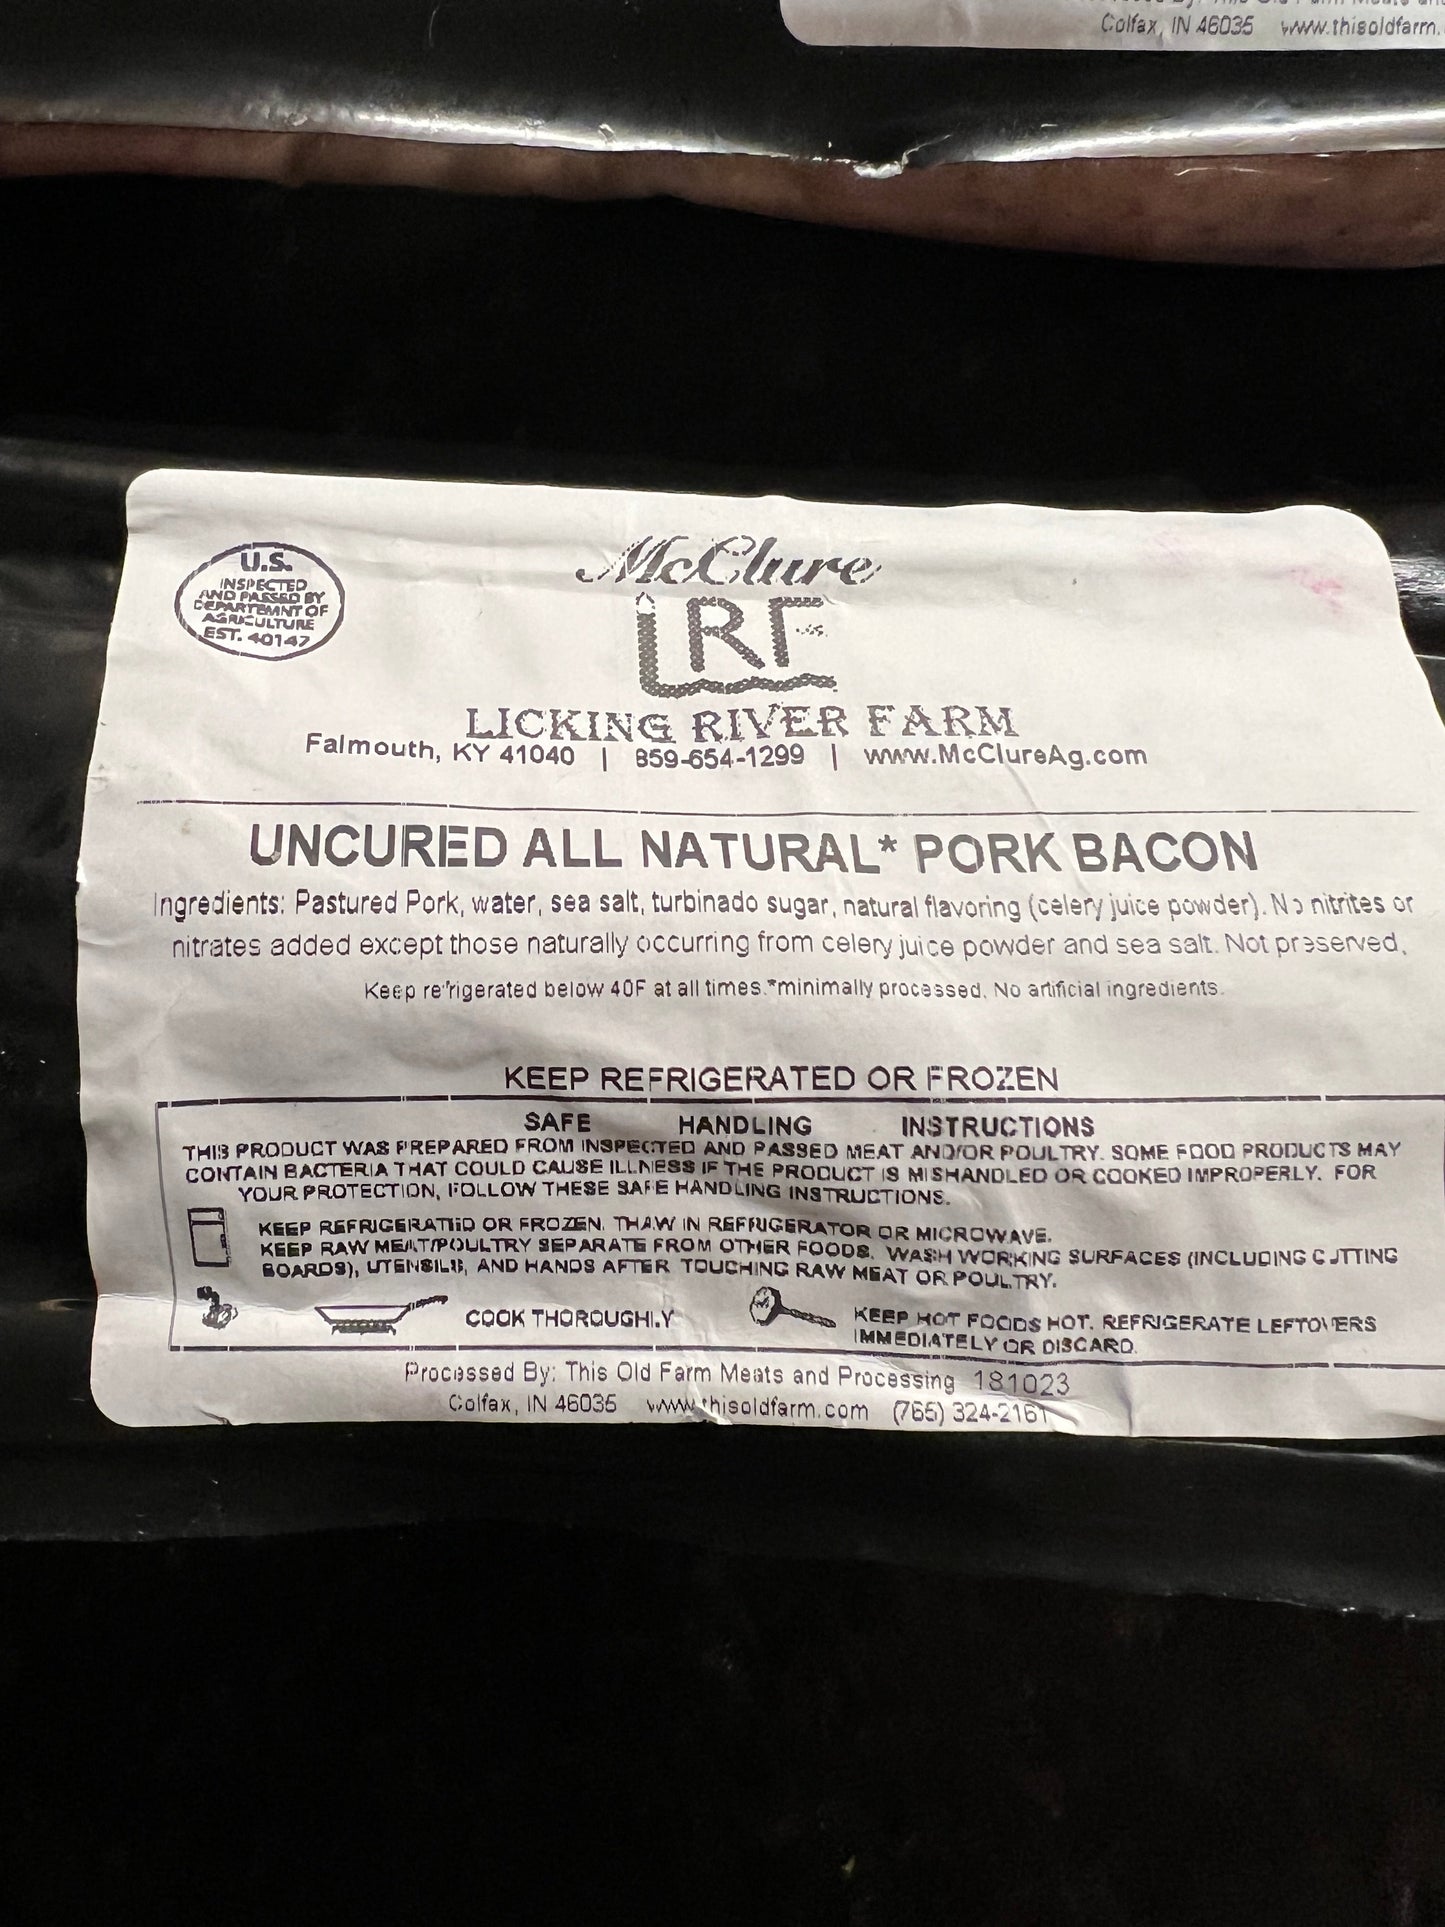 Colfax, IN 46035 www.thisoldfarm.
U.S.
INSPECTED
AND PASSED BY
DEPARTEMNT OF
AGRICULTURE
EST. 40147
McClure
LRF
LICKING RIVER FARM
Falmouth, KY 41040 | 859-654-1299 | www.McClureAg.com
UNCURED ALL NATURAL* PORK BACON
Ingredients: Pastured Pork, water, sea salt, turbinado sugar, natural flavoring (celery juice powder). No nitrites or
nitrates added except those naturally occurring from celery juice powder and sea salt. Not preserved,
Keep refrigerated below 40F at all times.*minimally processed. No artificial ingredients.
KEEP REFRIGERATED OR FROZEN
SAFE HANDLING INSTRUCTIONS
THIS PRODUCT WAS PREPARED FROM INSPECTED AND PASSED MEAT AND/OR POULTRY. SOME FOOD PRODUCTS MAY
CONTAIN BACTERIA THAT COULD CAUSE ILLNESS IF THE PRODUCT IS MISHANDLED OR COOKED IMPROPERLY. FOR
YOUR PROTECTION, FOLLOW THESE SAFE HANDLING INSTRUCTIONS.
KEEP REFRIGERATED OR FROZEN. THAW IN REFRIGERATOR OR MICROWAVE.
KEEP RAW MEAT/POULTRY SEPARATE FROM OTHER FOODS. WASH WORKING SURFACES (INCLUDING CUTTING
BOARDS), UTENSILS, AND HANDS AFTER TOUCHING RAW MEAT OR POULTRY.
COOK THOROUGHLY
KEEP HOT FOODS HOT. REFRIGERATE LEFTOVERS
IMMEDIATELY OR DISCARD.
Processed By: This Old Farm Meats and Processing 181023
Colfax, IN 46035 www.thisoldfarm.com (765) 324-2161